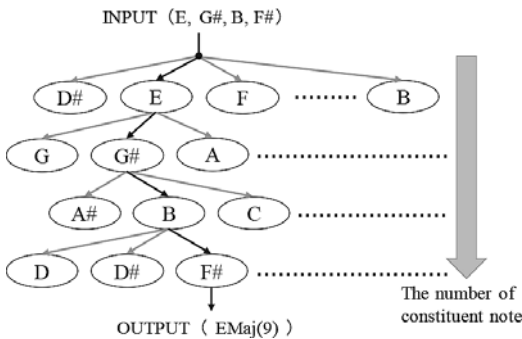 INPUT (E, G#, B, F#)
D# E F B
G G# A
A# B C
D D# F#
The number of
constituent note
OUTPUT ( EMaj(9) )